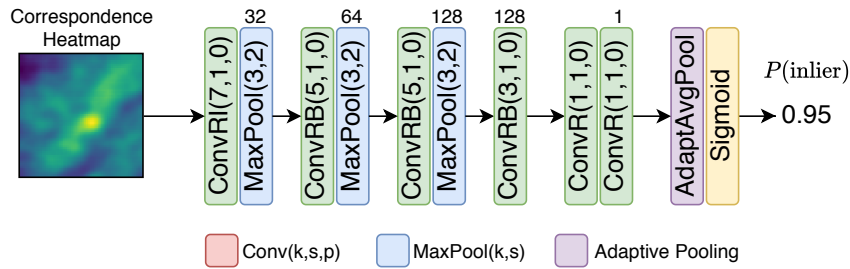 Correspondence
Heatmap
32
64
128
128
1
ConvRI(7,1,0)
MaxPool(3,2)
ConvRB(5,1,0)
MaxPool(3,2)
ConvRB(5,1,0)
MaxPool(3,2)
ConvRB(3,1,0)
ConvR(1,1,0)
ConvR(1,1,0)
AdaptAvgPool
Sigmoid
P(inlier)
0.95
Conv(k,s,p)
MaxPool(k,s)
Adaptive Pooling